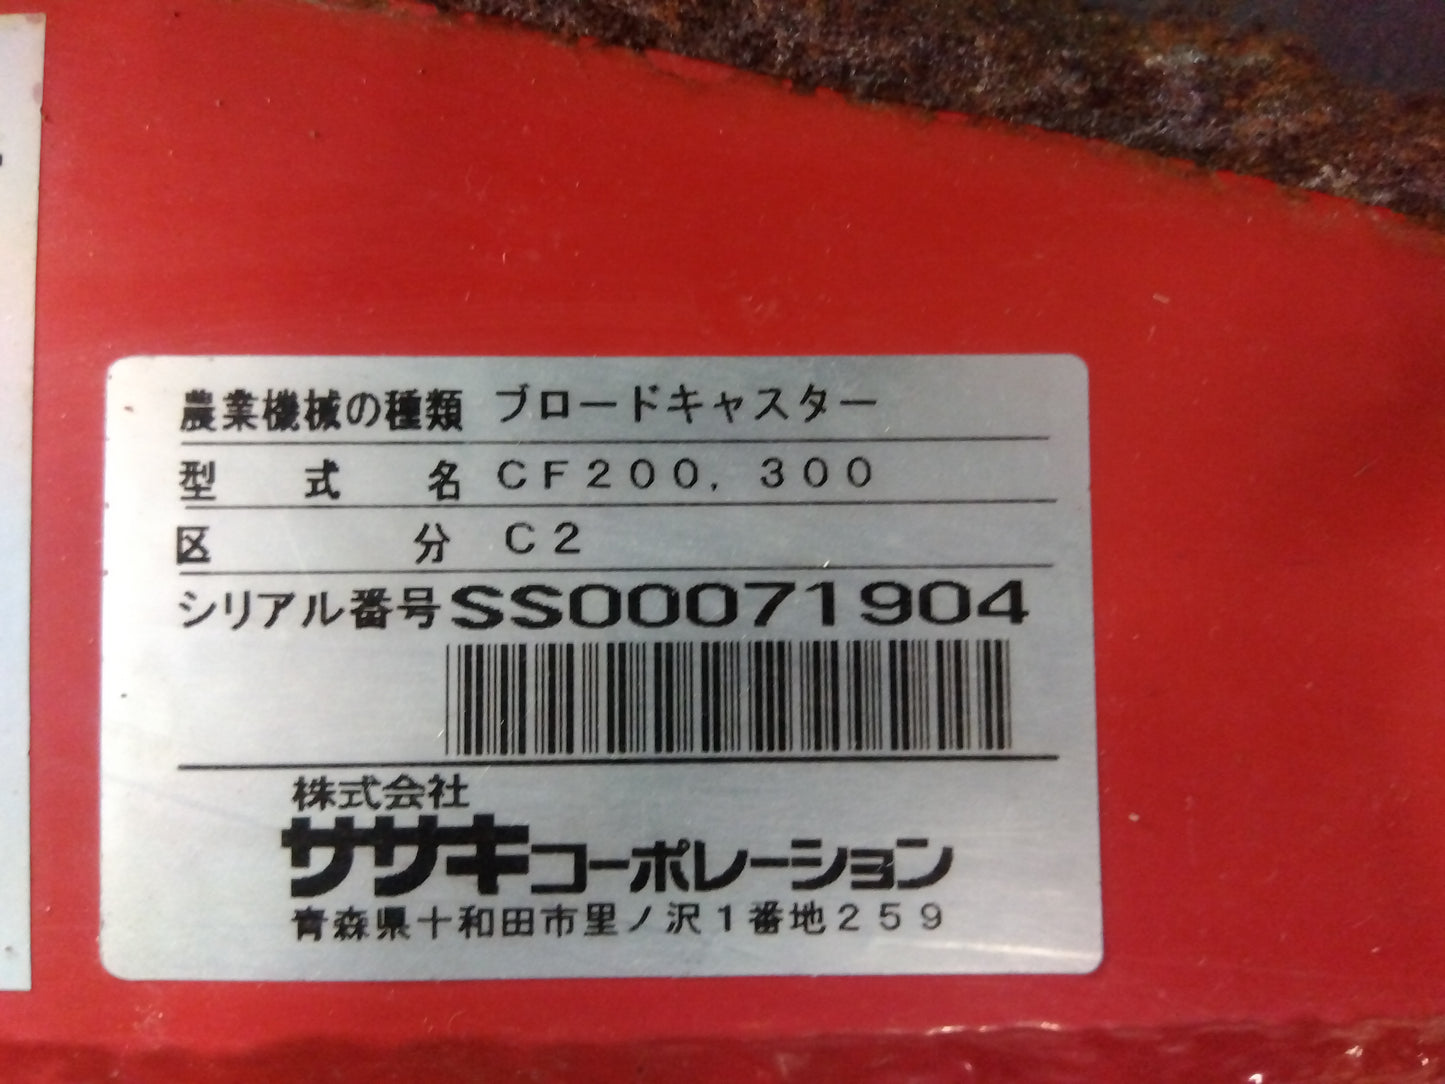 農業機械の種類 ブロードキャスター
型式名 CF200, 300
区分 C2
シリアル番号 SS00071904
株式会社
ササキコーポレーション
青森県十和田市里ノ沢1番地259